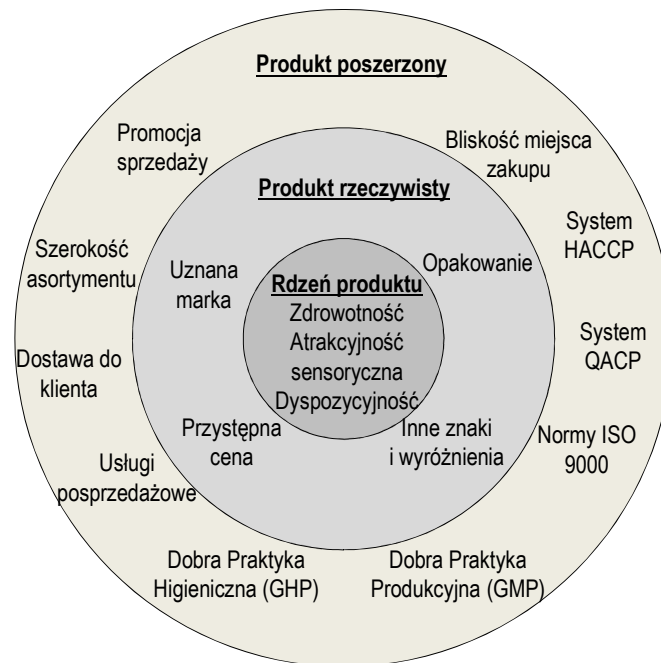 Produkt poszerzony
Promocja
sprzedaży
Bliskość miejsca
zakupu
Produkt rzeczywisty
System
HACCP
Szerokość
asortymentu
Uznana
marka
Opakowanie
Rdzeń produktu
Zdrowotność
Atrakcyjność
sensoryczna
Dyspozycyjność
System
QACP
Dostawa do
klienta
Przystępna
cena
Inne znaki
i wyróżnienia
Normy ISO
9000
Usługi
posprzedażowe
Dobra Praktyka
Higieniczna (GHP)
Dobra Praktyka
Produkcyjna (GMP)